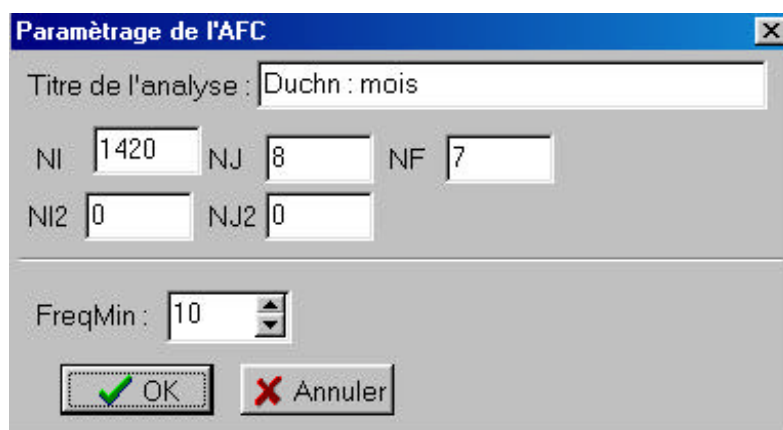 Paramètrage de l'AFC
Titre de l'analyse : Duchn : mois
NI 1420 NJ 8 NF 7
NI2 0 NJ2 0
FreqMin : 10
OK Annuler